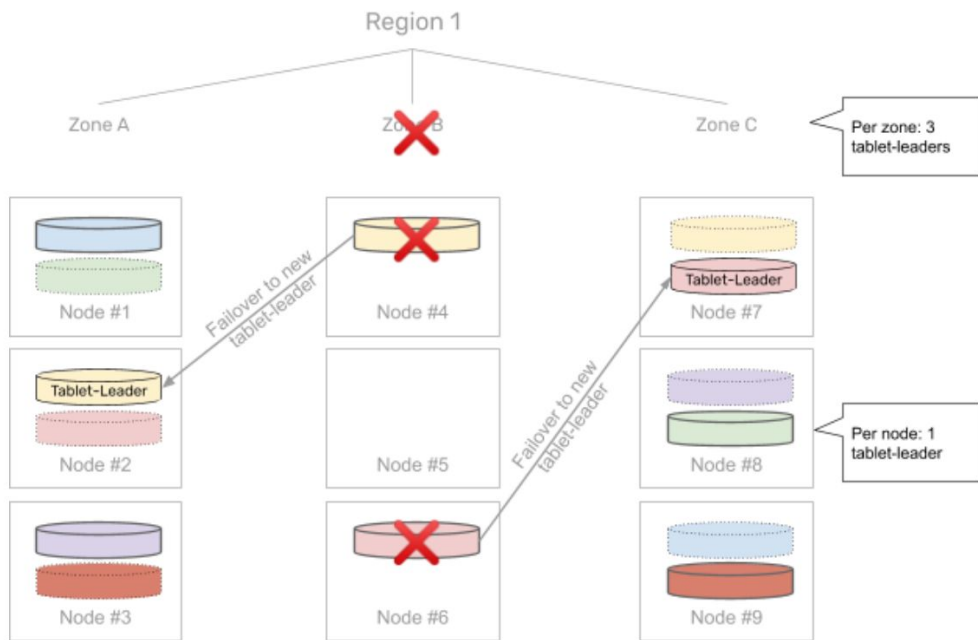 Region 1
Zone A
Zone B
Zone C
Per zone: 3
tablet-leaders
Node #1
Failover to new
tablet-leader
Node #4
Tablet-Leader
Node #7
Tablet-Leader
Node #2
Node #5
Failover to new
tablet-leader
Node #8
Per node: 1
tablet-leader
Node #3
Node #6
Node #9